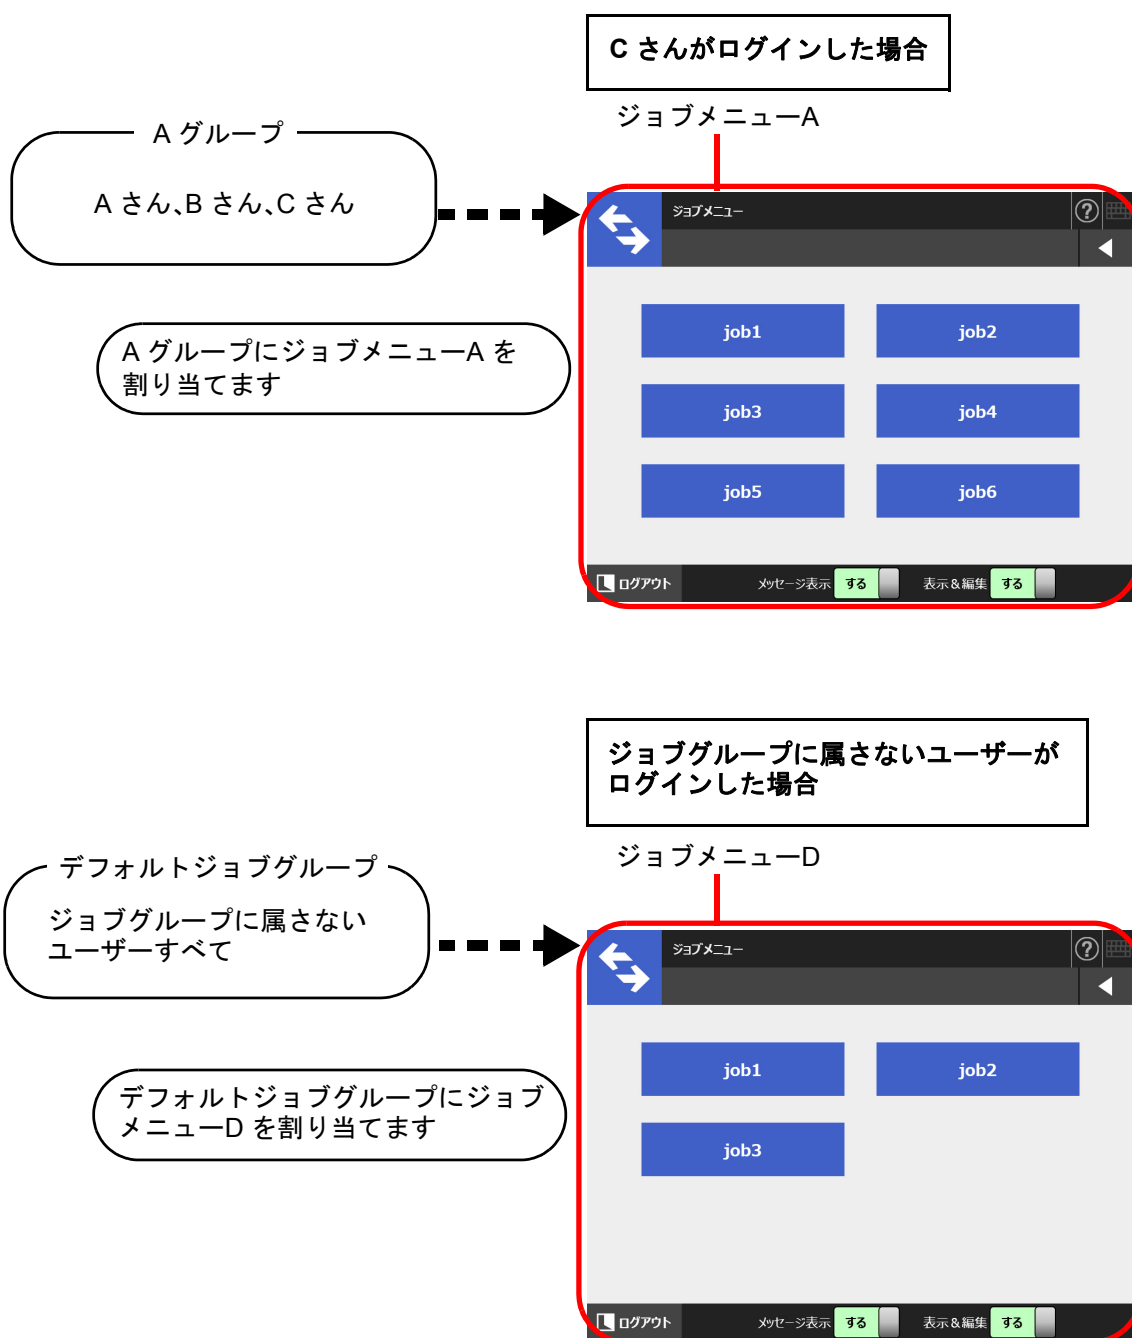 C さんがログインした場合
ジョブメニューA
A グループ
A さん、B さん、C さん
A グループにジョブメニューA を
割り当てます
ジョブメニュー
?
job1
job2
job3
job4
job5
job6
ログアウト
メッセージ表示 する
表示&編集 する
ジョブグループに属さないユーザーが
ログインした場合
ジョブメニューD
デフォルトジョブグループ
ジョブグループに属さない
ユーザーすべて
デフォルトジョブグループにジョブ
メニューD を割り当てます
ジョブメニュー
?
job1
job2
job3
ログアウト
メッセージ表示 する
表示&編集 する